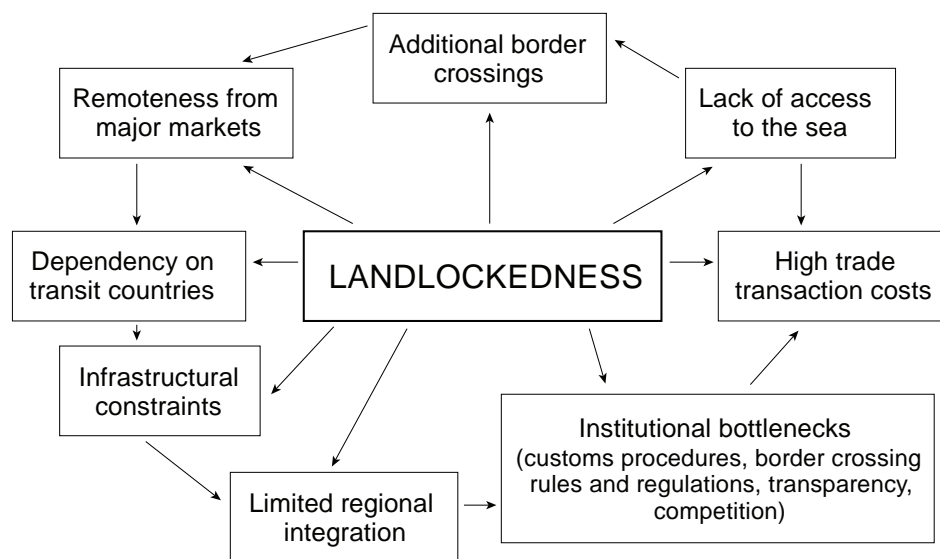 Additional border
crossings
Remoteness from
major markets
Lack of access
to the sea
Dependency on
transit countries
LANDLOCKEDNESS
High trade
transaction costs
Infrastructural
constraints
Institutional bottlenecks
(customs procedures, border crossing
rules and regulations, transparency,
competition)
Limited regional
integration